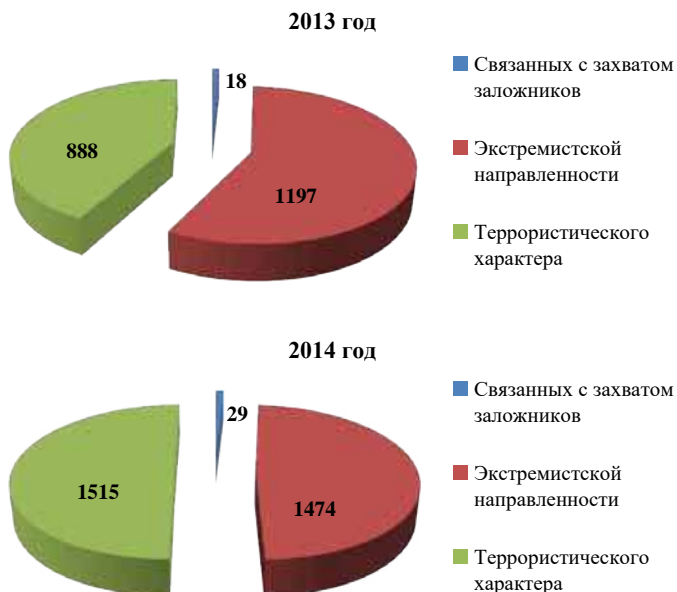 2013 год
18
888
1197
Связанных с захватом
заложников
Экстремистской
направленности
Террористического
характера
2014 год
29
1515
1474
Связанных с захватом
заложников
Экстремистской
направленности
Террористического
характера